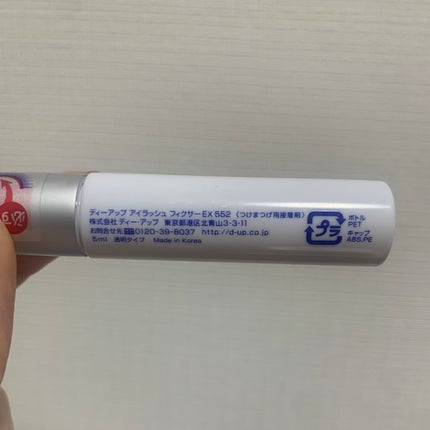 ディーアップ アイラッシュ フィクサーEX 552 〈つけまつげ用接着剤〉
株式会社 ディー・アップ 東京都港区北青山3-3-11
お問合せ先 0120-39-8037 http://d-up.co.jp
5ml 透明タイプ Made in Korea
プラ
ボトル
PET
キャップ
ABS,PE